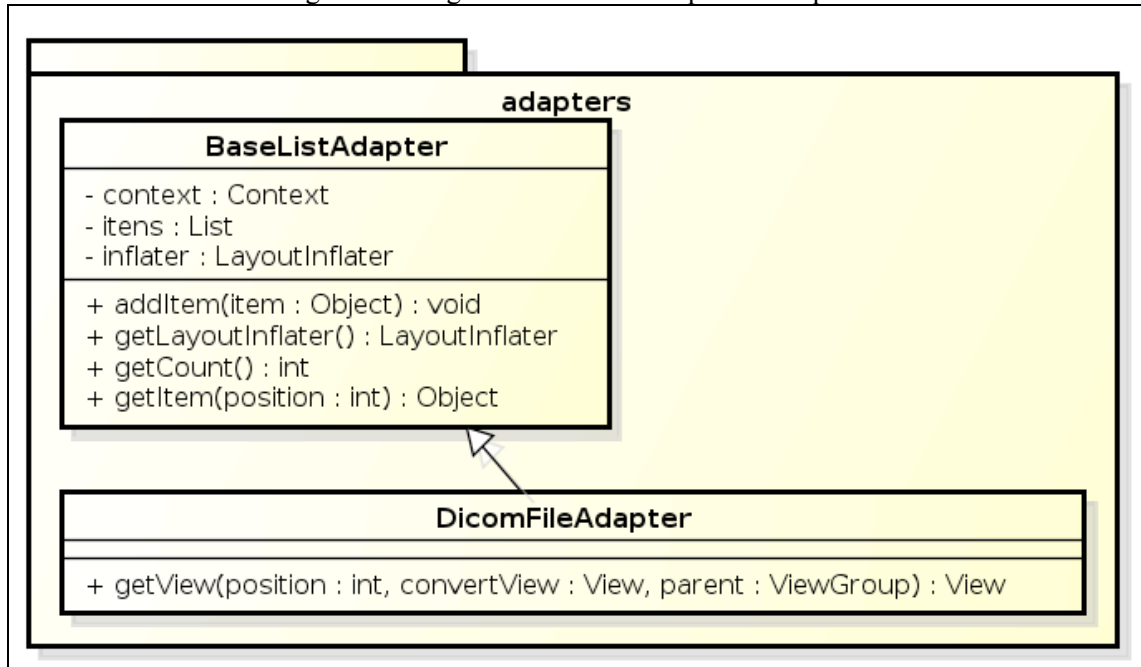 adapters
BaseListAdapter
- context : Context
- itens : List
- inflater : LayoutInflater
+ addItem(item : Object) : void
+ getLayoutInflater() : LayoutInflater
+ getCount() : int
+ getItem(position : int) : Object
DicomFileAdapter
+ getView(position : int, convertView : View, parent : ViewGroup) : View